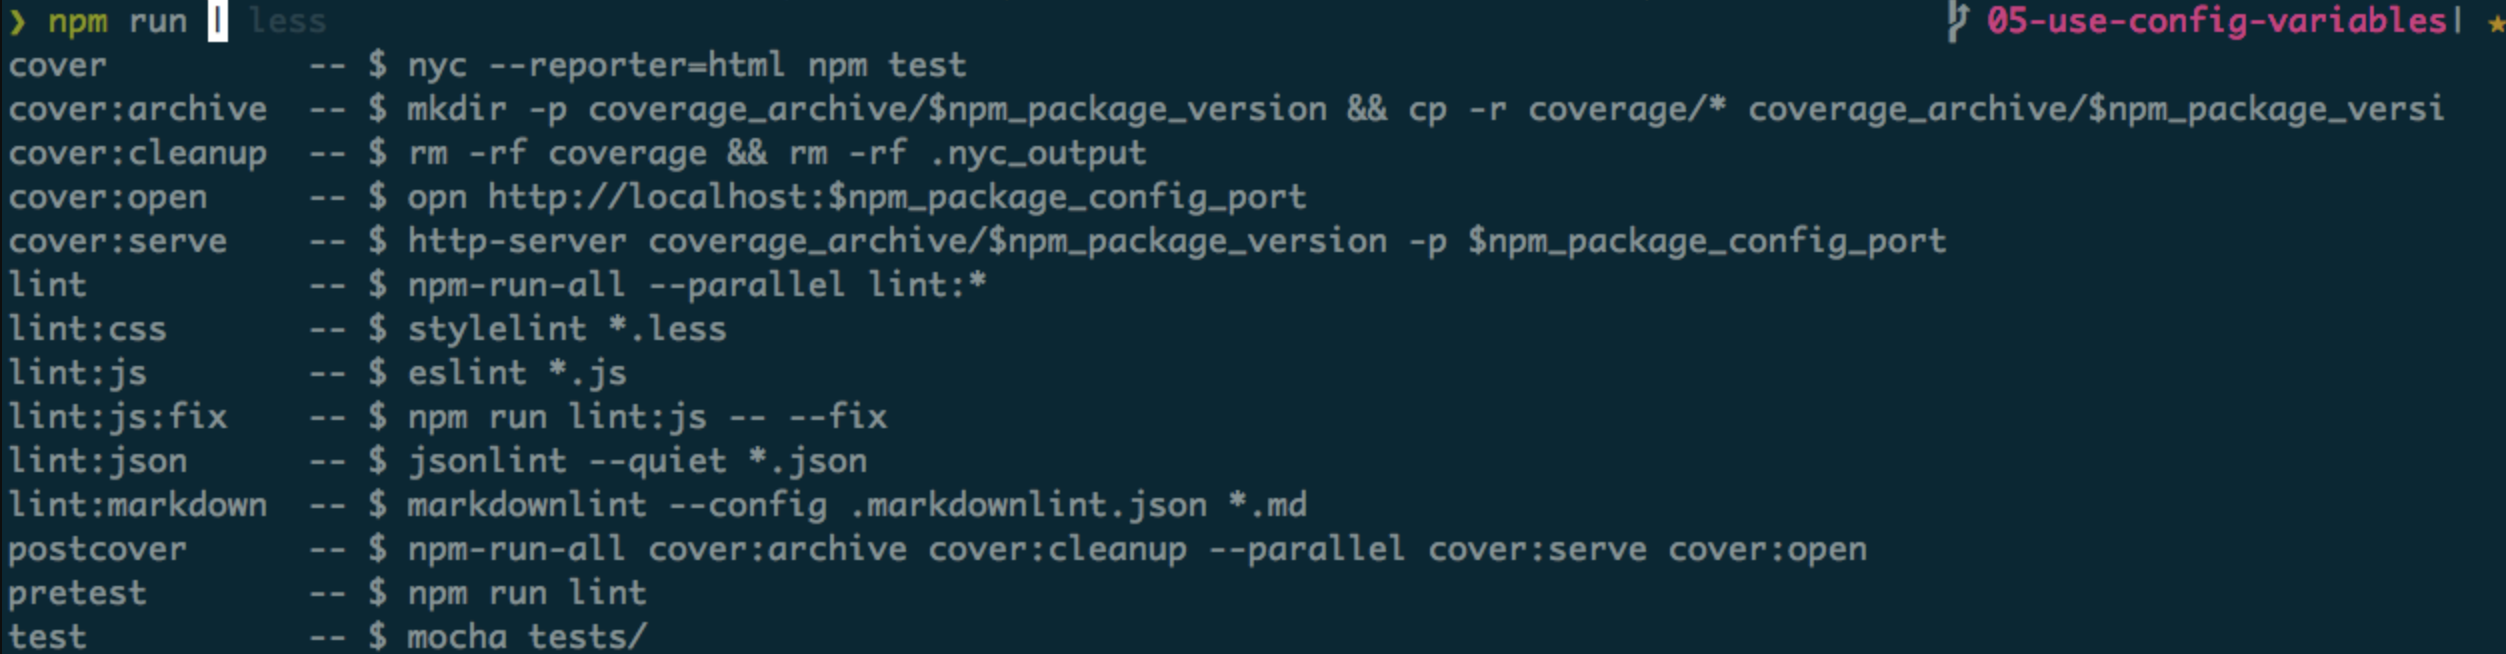 ❯ npm run | less 05-use-config-variables| ★
cover -- $ nyc --reporter=html npm test
cover:archive -- $ mkdir -p coverage_archive/$npm_package_version && cp -r coverage/* coverage_archive/$npm_package_versi
cover:cleanup -- $ rm -rf coverage && rm -rf .nyc_output
cover:open -- $ opn http://localhost:$npm_package_config_port
cover:serve -- $ http-server coverage_archive/$npm_package_version -p $npm_package_config_port
lint -- $ npm-run-all --parallel lint:*
lint:css -- $ stylelint *.less
lint:js -- $ eslint *.js
lint:js:fix -- $ npm run lint:js -- --fix
lint:json -- $ jsonlint --quiet *.json
lint:markdown -- $ markdownlint --config .markdownlint.json *.md
postcover -- $ npm-run-all cover:archive cover:cleanup --parallel cover:serve cover:open
pretest -- $ npm run lint
test -- $ mocha tests/